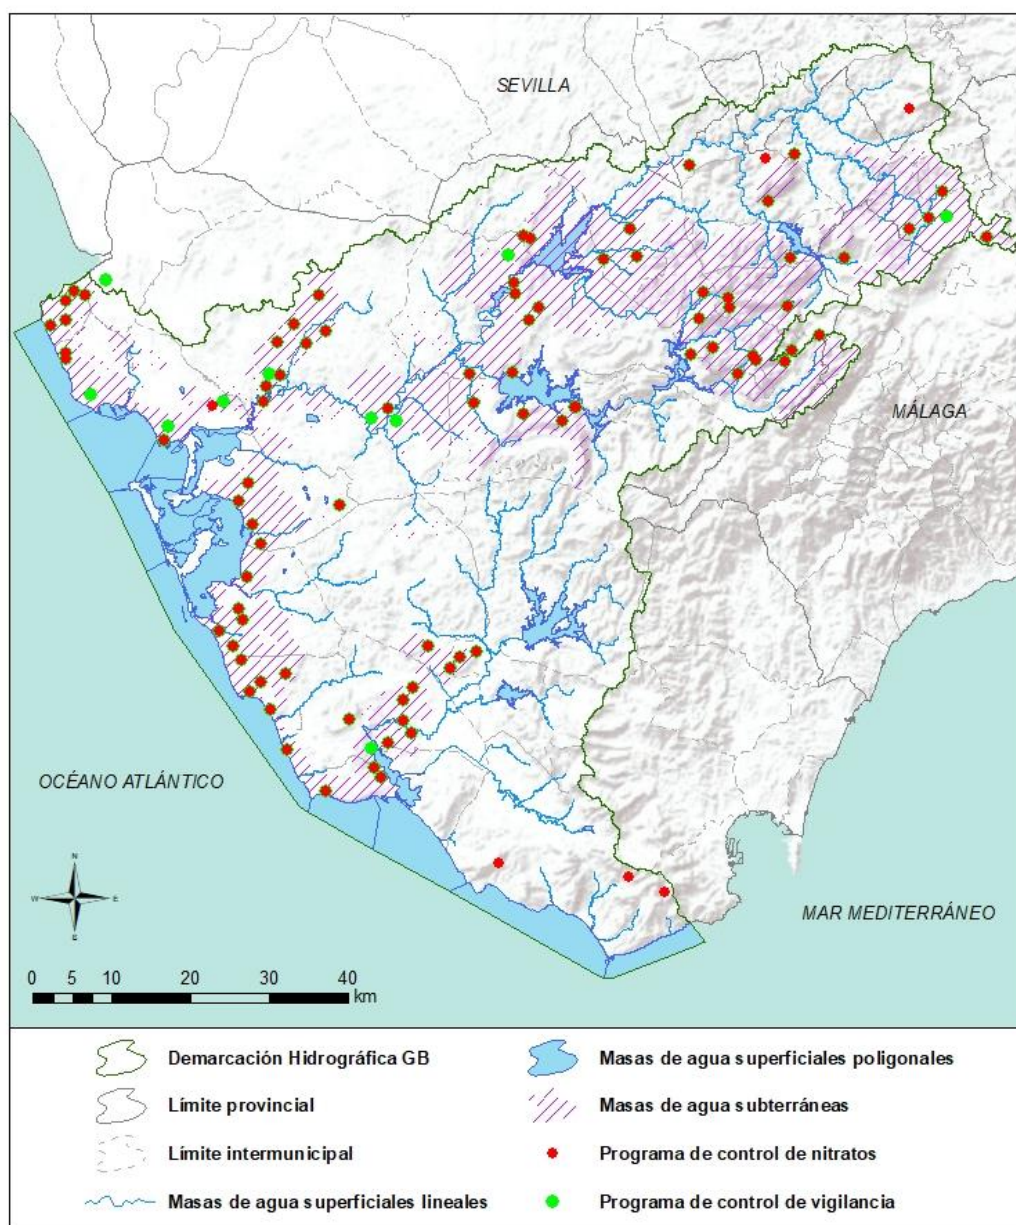 SEVILLA
MÁLAGA
OCÉANO ATLÁNTICO
N
W E
S
MAR MEDITERRÁNEO
0 5 10 20 30 40
km
Demarcación Hidrográfica GB
Masas de agua superficiales poligonales
Límite provincial
Masas de agua subterráneas
Límite intermunicipal
Programa de control de nitratos
Masas de agua superficiales lineales
Programa de control de vigilancia